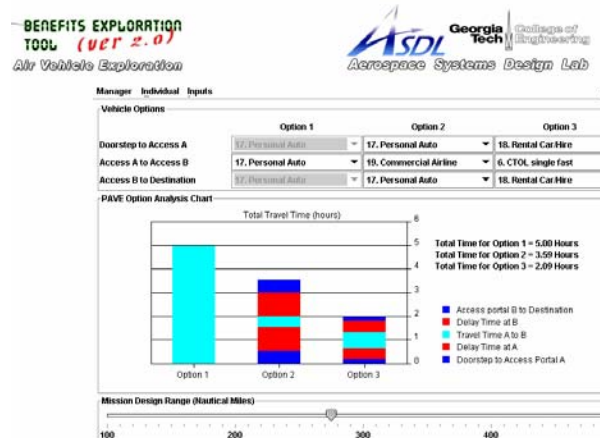 BENEFITS EXPLORATION
TOOL (ver 2.0)
Air Vehicle Exploration
ASDL
Georgia Tech
College of Engineering
Aerospace Systems Design Lab
Manager Individual Inputs
Vehicle Options
Option 1 Option 2 Option 3
Doorstep to Access A 17. Personal Auto 17. Personal Auto 18. Rental Car/Hire
Access A to Access B 17. Personal Auto 19. Commercial Airline 6. CTOL single fast
Access B to Destination 17. Personal Auto 17. Personal Auto 18. Rental Car/Hire
PAVE Option Analysis Chart
Total Travel Time (hours)
6
5
4
3
2
1
0
Option 1 Option 2 Option 3
Total Time for Option 1 = 5.00 Hours
Total Time for Option 2 = 3.59 Hours
Total Time for Option 3 = 2.09 Hours
Access portal B to Destination
Delay Time at B
Travel Time A to B
Delay Time at A
Doorstep to Access Portal A
Mission Design Range (Nautical Miles)
100 200 300 400